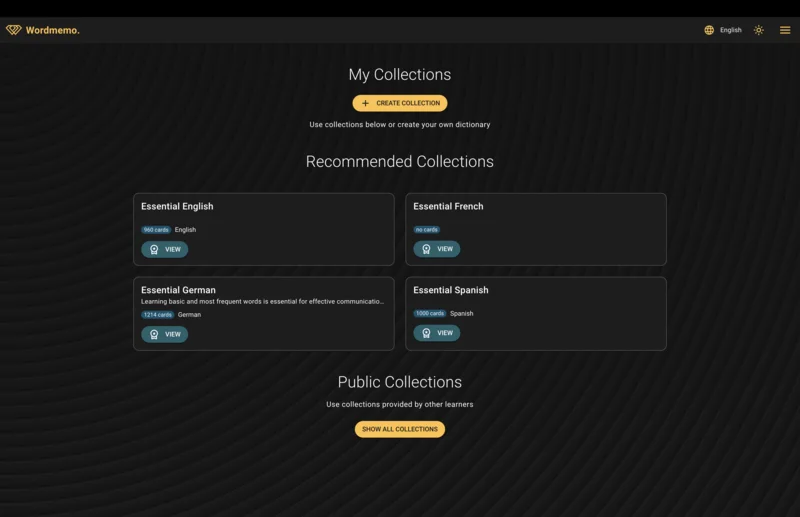 Wordmemo.
English
My Collections
CREATE COLLECTION
Use collections below or create your own dictionary
Recommended Collections
Essential English
960 cards English
VIEW
Essential French
no cards
VIEW
Essential German
Learning basic and most frequent words is essential for effective communicatio...
1214 cards German
VIEW
Essential Spanish
1000 cards Spanish
VIEW
Public Collections
Use collections provided by other learners
SHOW ALL COLLECTIONS